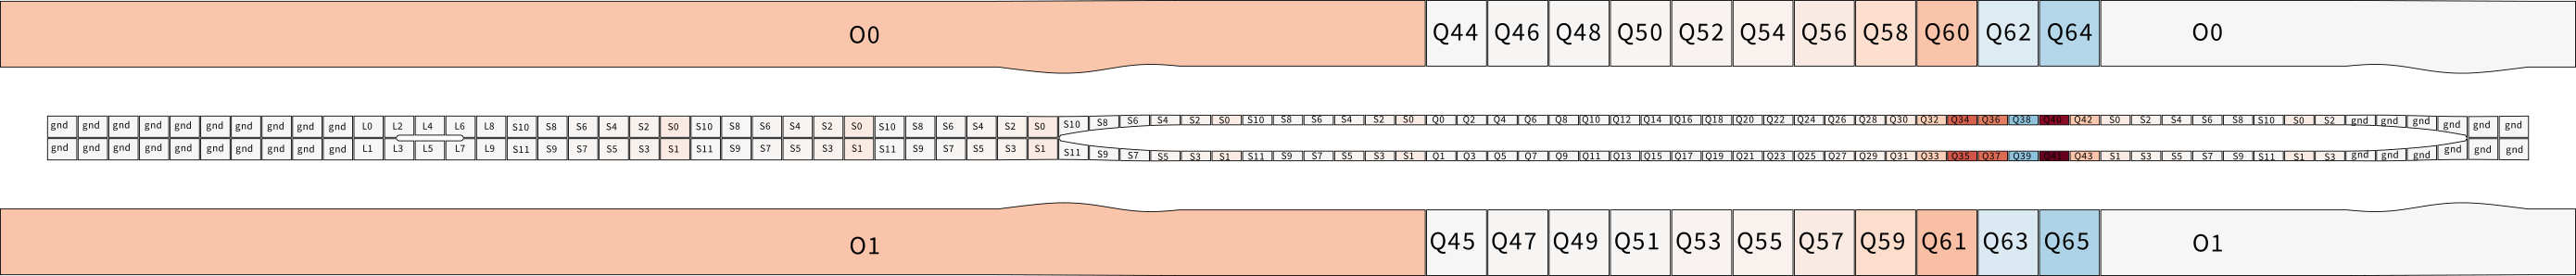 O0 Q44 Q46 Q48 Q50 Q52 Q54 Q56 Q58 Q60 Q62 Q64 O0
gnd gnd gnd gnd gnd gnd gnd gnd gnd gnd L0 L2 L4 L6 L8 S10 S8 S6 S4 S2 S0 S10 S8 S6 S4 S2 S0 S10 S8 S6 S4 S2 S0 S10 S8 S6 S4 S2 S0 S10 S8 S6 S4 S2 S0 Q0 Q2 Q4 Q6 Q8 Q10 Q12 Q14 Q16 Q18 Q20 Q22 Q24 Q26 Q28 Q30 Q32 Q34 Q36 Q38 Q40 Q42 S0 S2 S4 S6 S8 S10 S0 S2 gnd gnd gnd gnd gnd gnd
gnd gnd gnd gnd gnd gnd gnd gnd gnd gnd L1 L3 L5 L7 L9 S11 S9 S7 S5 S3 S1 S11 S9 S7 S5 S3 S1 S11 S9 S7 S5 S3 S1 S11 S9 S7 S5 S3 S1 S11 S9 S7 S5 S3 S1 Q1 Q3 Q5 Q7 Q9 Q11 Q13 Q15 Q17 Q19 Q21 Q23 Q25 Q27 Q29 Q31 Q33 Q35 Q37 Q39 Q41 Q43 S1 S3 S5 S7 S9 S11 S1 S3 gnd gnd gnd gnd gnd gnd
O1 Q45 Q47 Q49 Q51 Q53 Q55 Q57 Q59 Q61 Q63 Q65 O1